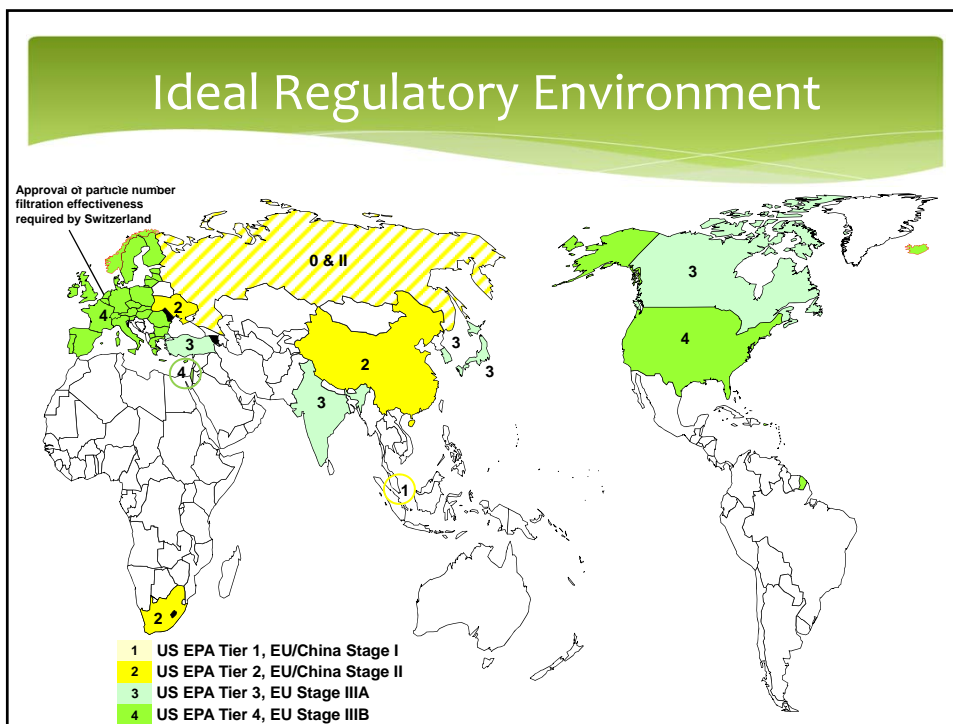 Ideal Regulatory Environment
Approval of particle number
filtration effectiveness
required by Switzerland
0 & II
3
2
4
3
4
3
2
3
3
4
1
2
1 US EPA Tier 1, EU/China Stage I
2 US EPA Tier 2, EU/China Stage II
3 US EPA Tier 3, EU Stage IIIA
4 US EPA Tier 4, EU Stage IIIB